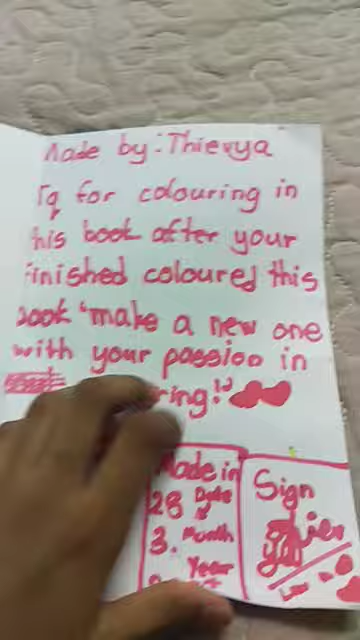 Made by: Thievya
Tq for colouring in
this book after your
finished coloured this
book "make a new one
with your passion in
ring!"
Made in
28 Date
3. Month
Year
Sign